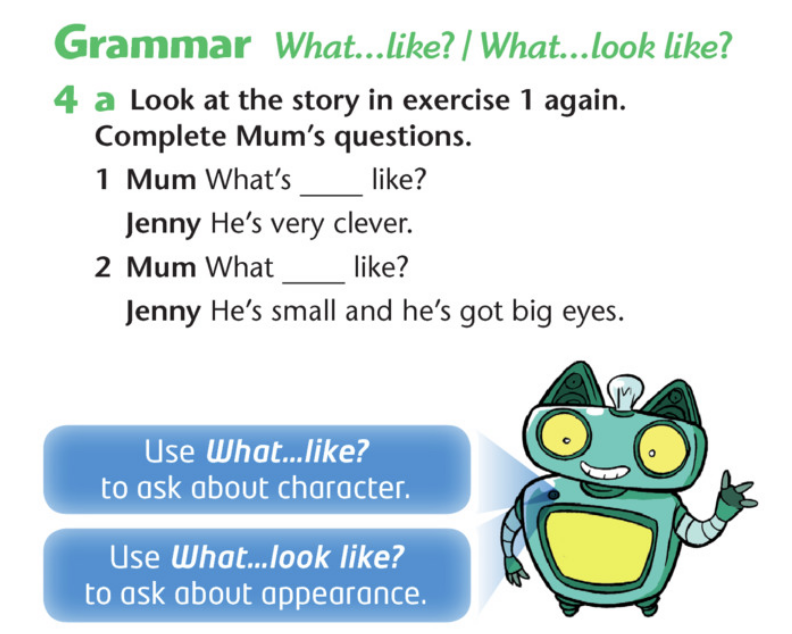 Grammar What...like? / What...look like?
4 a Look at the story in exercise 1 again.
Complete Mum's questions.
1 Mum What's ____ like?
Jenny He's very clever.
2 Mum What ____ like?
Jenny He's small and he's got big eyes.
Use What...like?
to ask about character.
Use What...look like?
to ask about appearance.